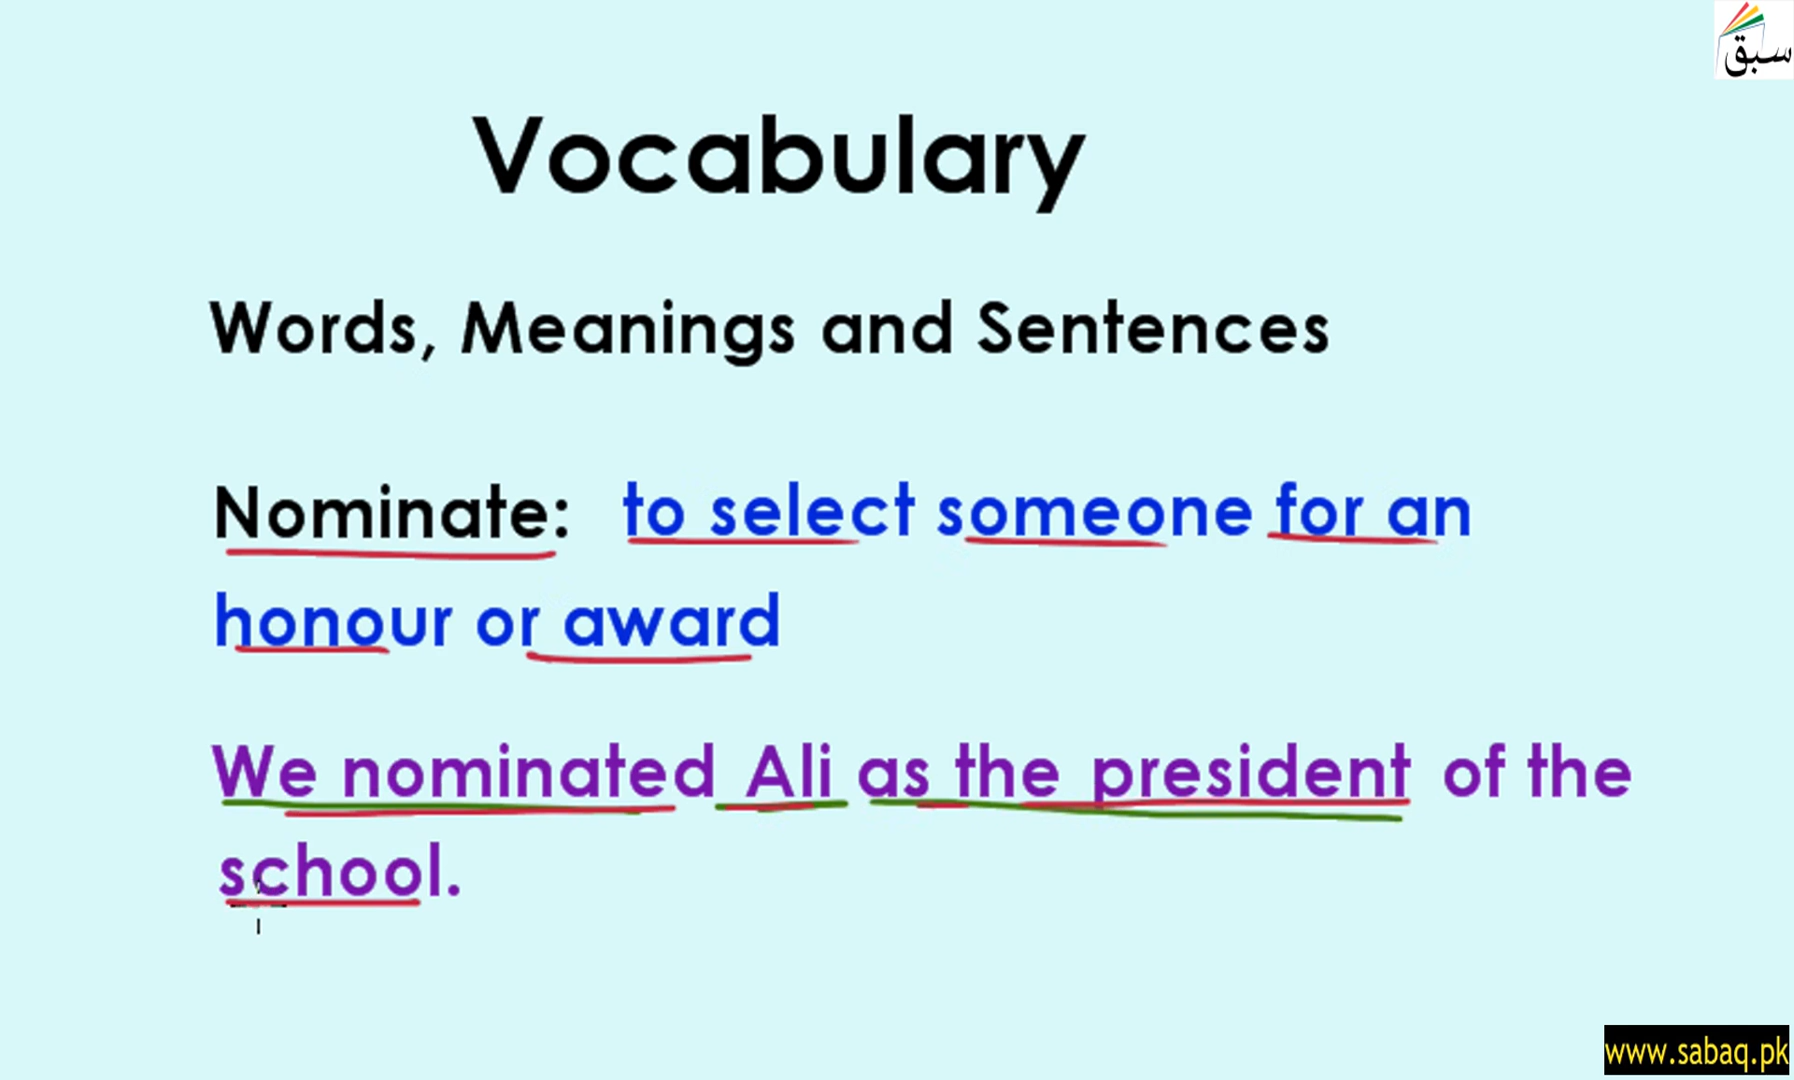 سبق
Vocabulary
Words, Meanings and Sentences
Nominate: to select someone for an
honour or award
We nominated Ali as the president of the
school.
www.sabaq.pk